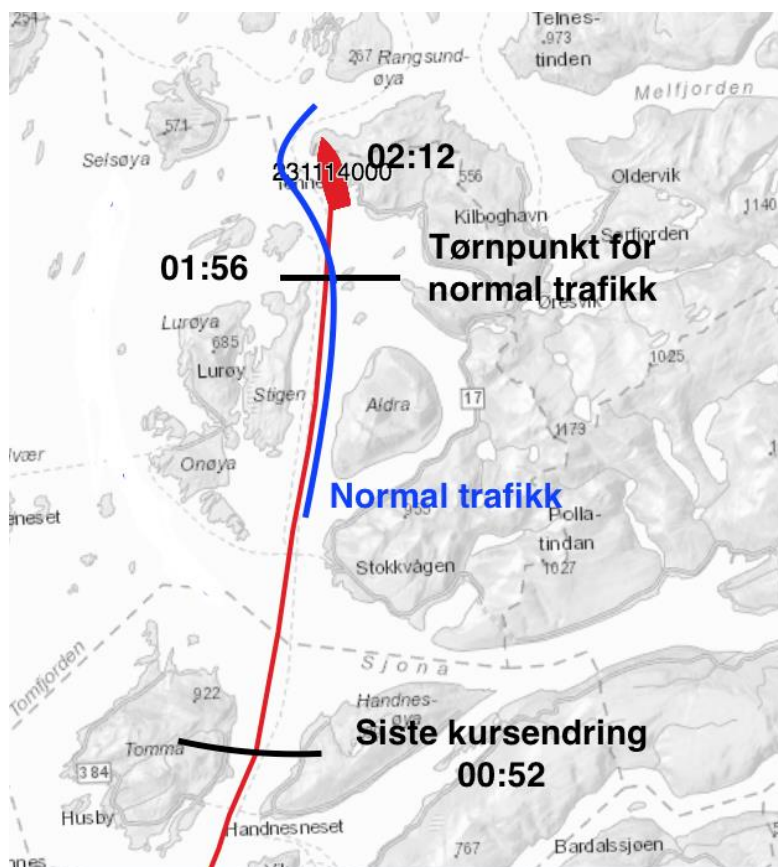 254
Telnes-
973
tinden
267 Rangsund-
øya
Melfjorden
571
Selsøya
02:12
231114000
556
Oldervik
1140
Kilboghavn
Sørfjorden
Tørnpunkt for
01:56
normal trafikk
Øresvik
Lurøya
685
Lurøy
1025
Stigen
Aldra
17
1173
Onøya
Normal trafikk
Polla-
tindan
Stokkvågen
1027
Sjona
Tomfjorden
922
Handnes-
øya
Siste kursendring
Tomma
00:52
384
Husby
Handnesneset
767
Bardalssjøen